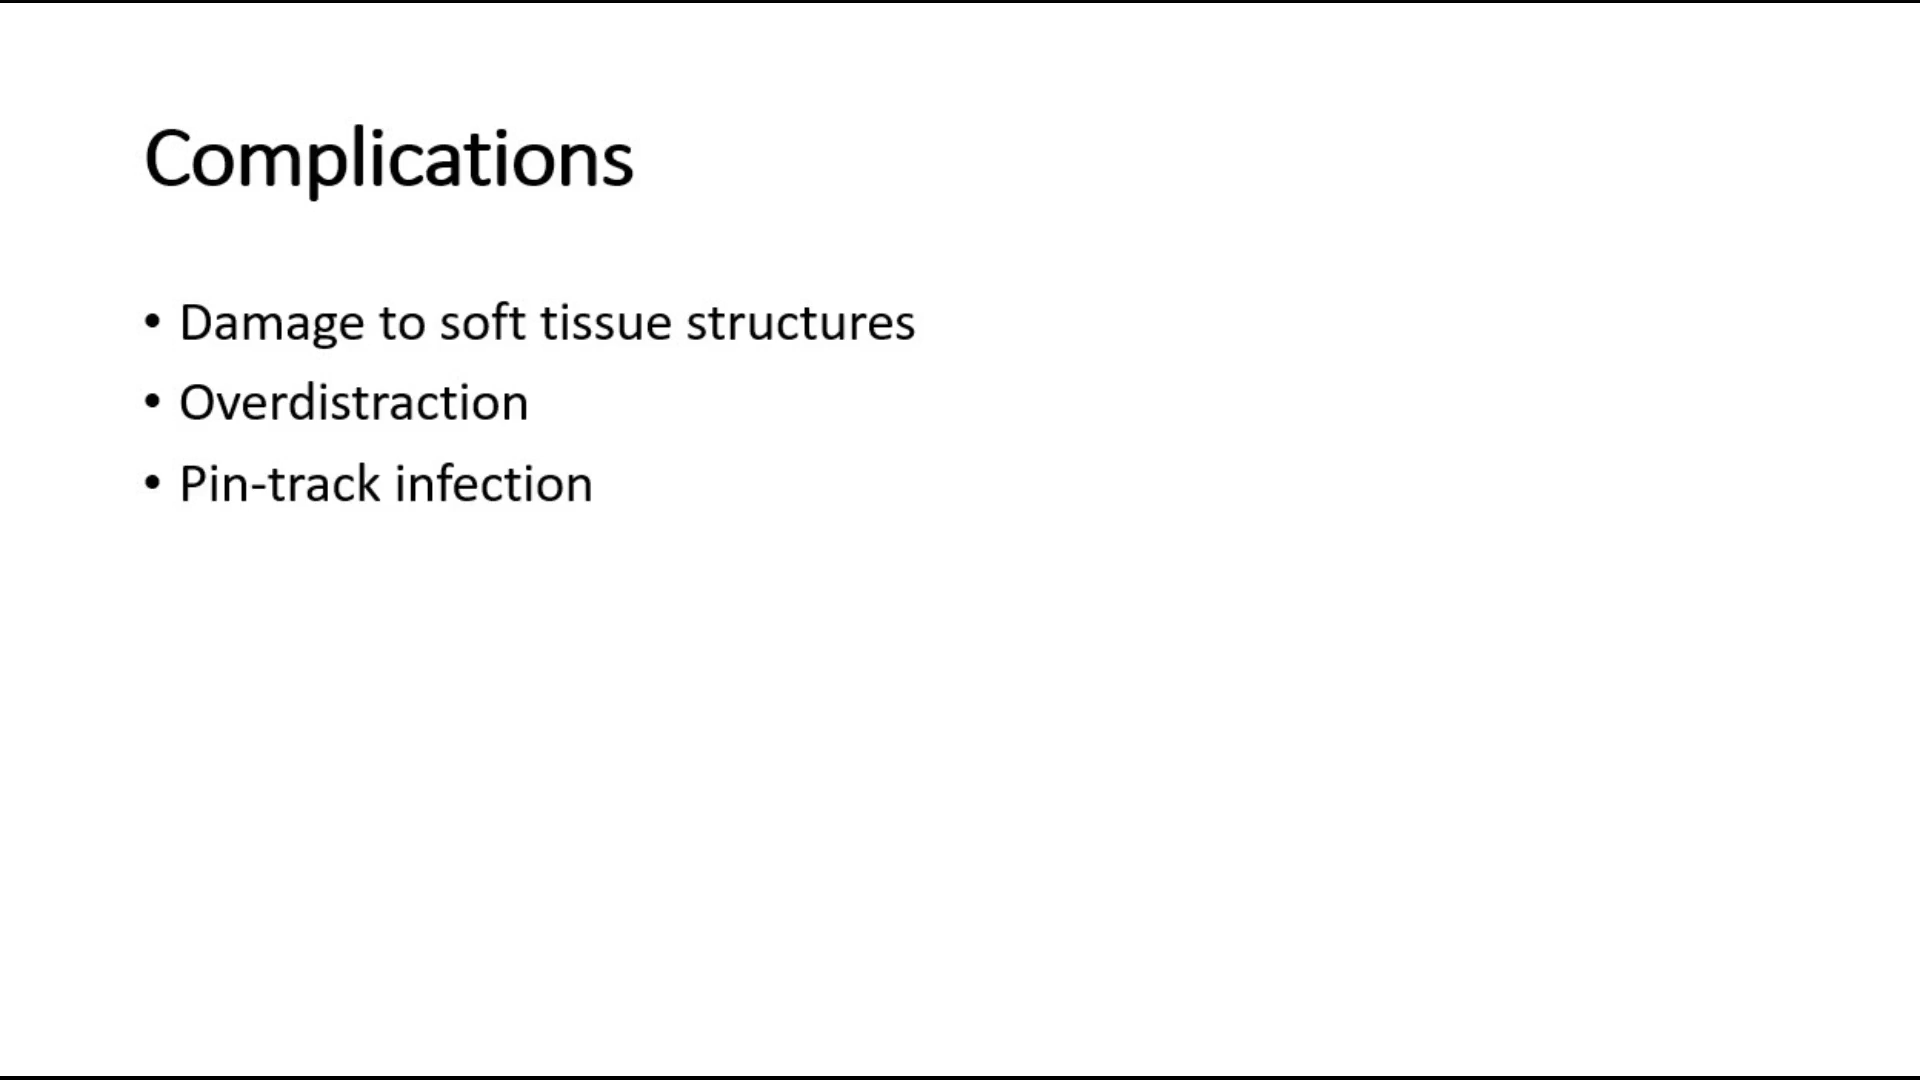 Complications
• Damage to soft tissue structures
• Overdistraction
• Pin-track infection